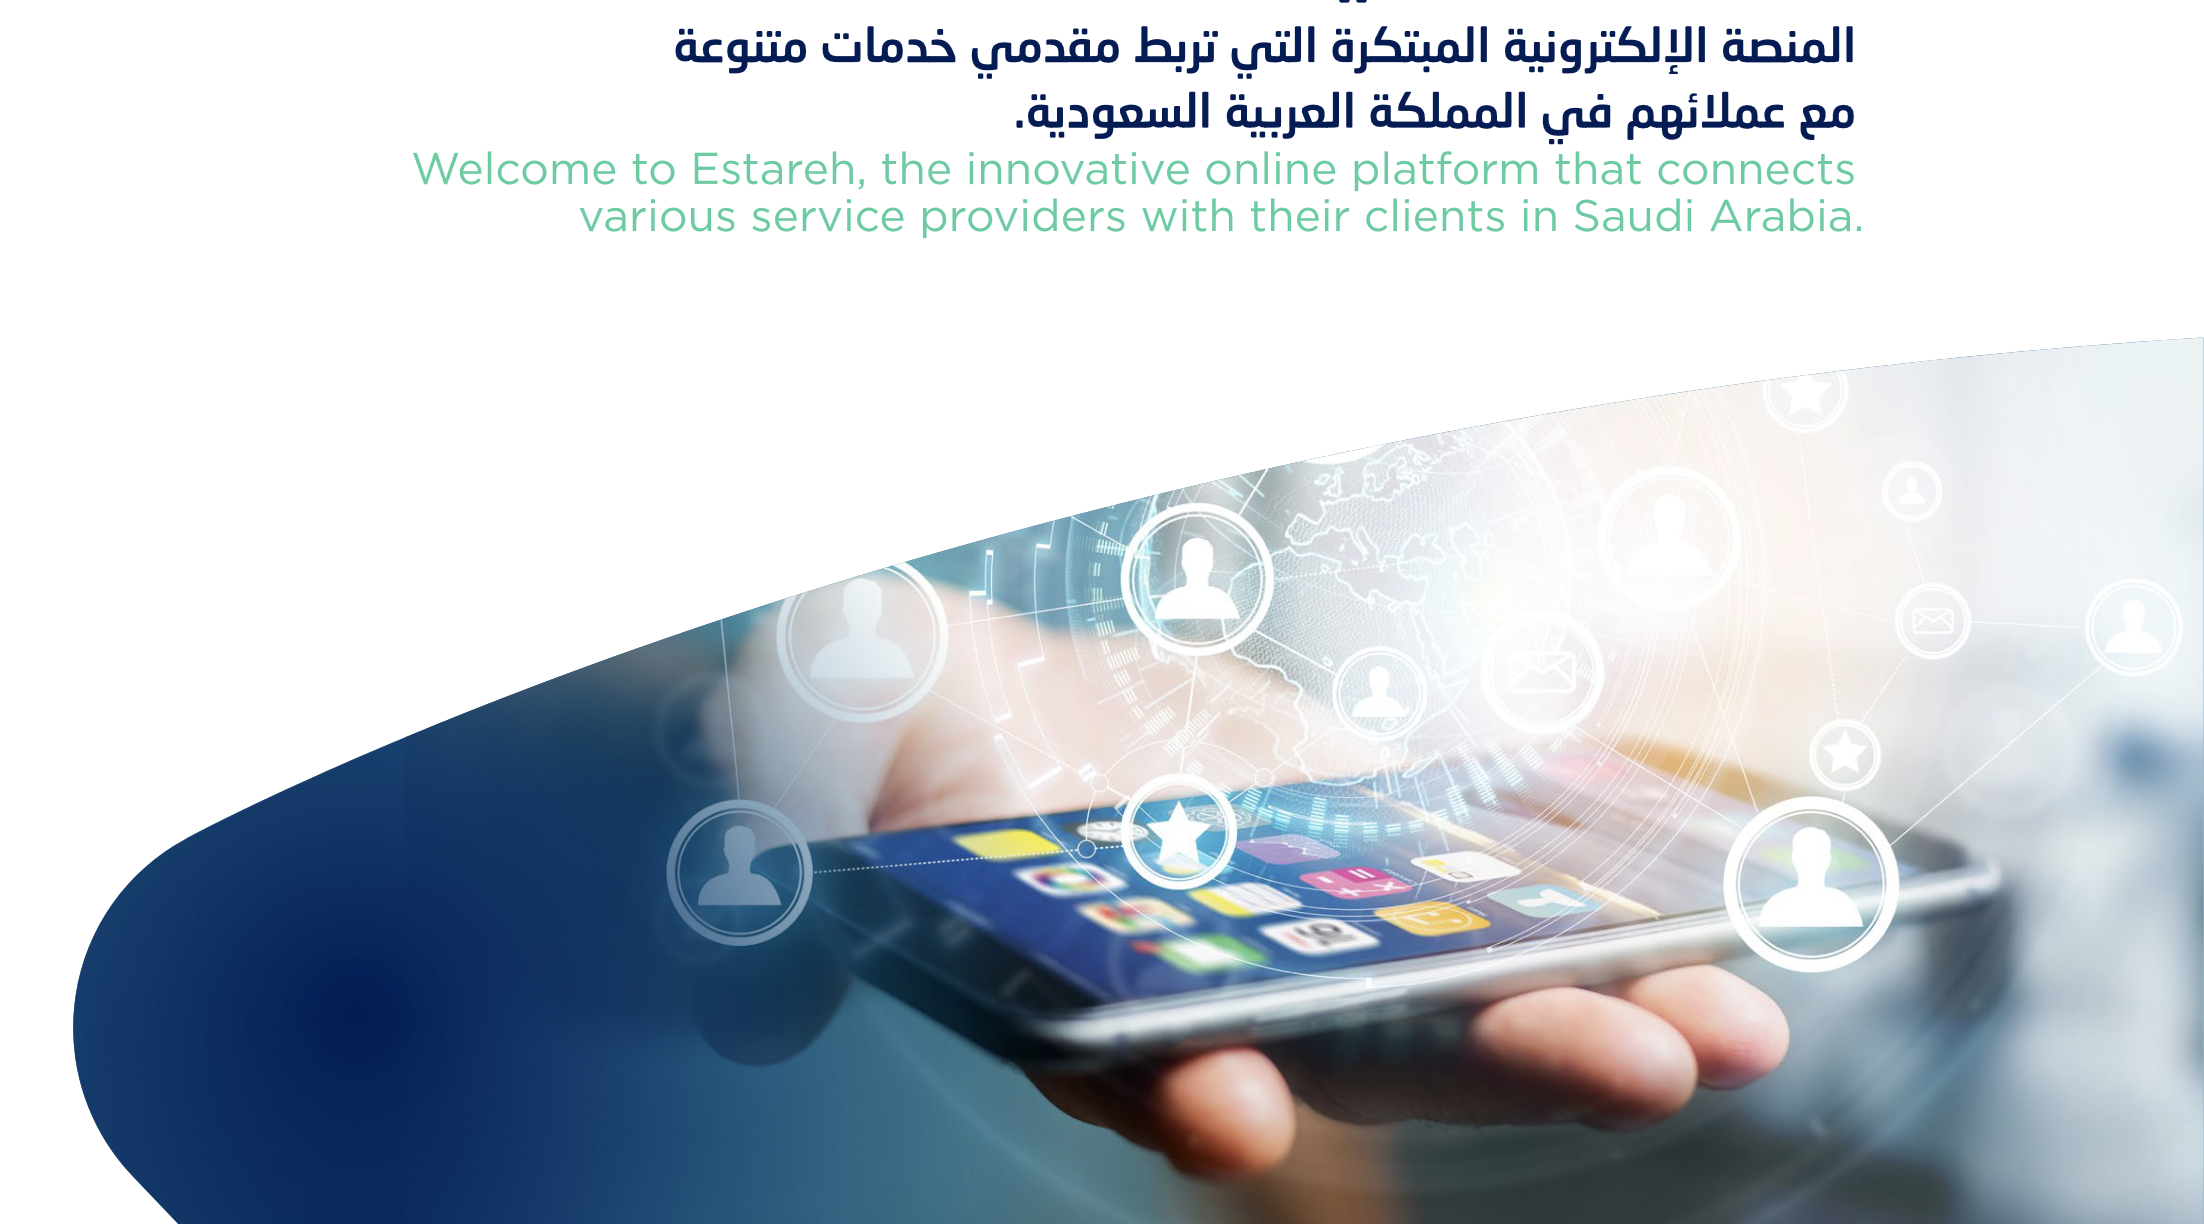 المنصة الإلكترونية المبتكرة التي تربط مقدمي خدمات متنوعة
مع عملائهم في المملكة العربية السعودية.
Welcome to Estareh, the innovative online platform that connects
various service providers with their clients in Saudi Arabia.